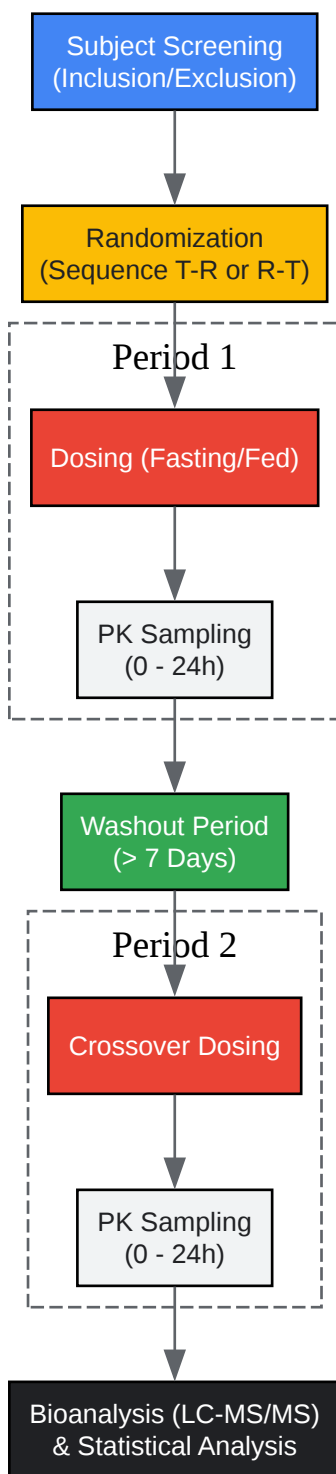 Subject Screening
(Inclusion/Exclusion)
Randomization
(Sequence T-R or R-T)
Period 1
Dosing (Fasting/Fed)
PK Sampling
(0 - 24h)
Washout Period
(> 7 Days)
Period 2
Crossover Dosing
PK Sampling
(0 - 24h)
Bioanalysis (LC-MS/MS)
& Statistical Analysis